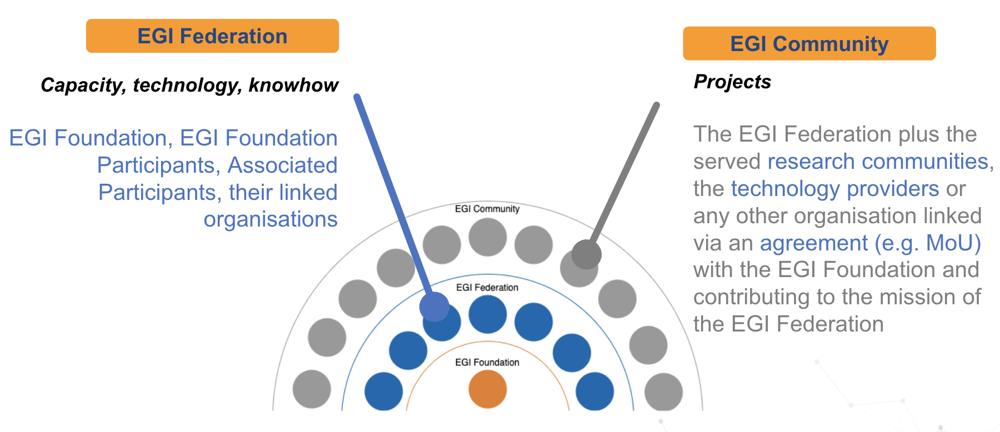 EGI Federation
Capacity, technology, knowhow
EGI Foundation, EGI Foundation
Participants, Associated
Participants, their linked
organisations
EGI Community
Projects
The EGI Federation plus the
served research communities,
the technology providers or
any other organisation linked
via an agreement (e.g. MoU)
with the EGI Foundation and
contributing to the mission of
the EGI Federation
EGI Community
EGI Federation
EGI Foundation